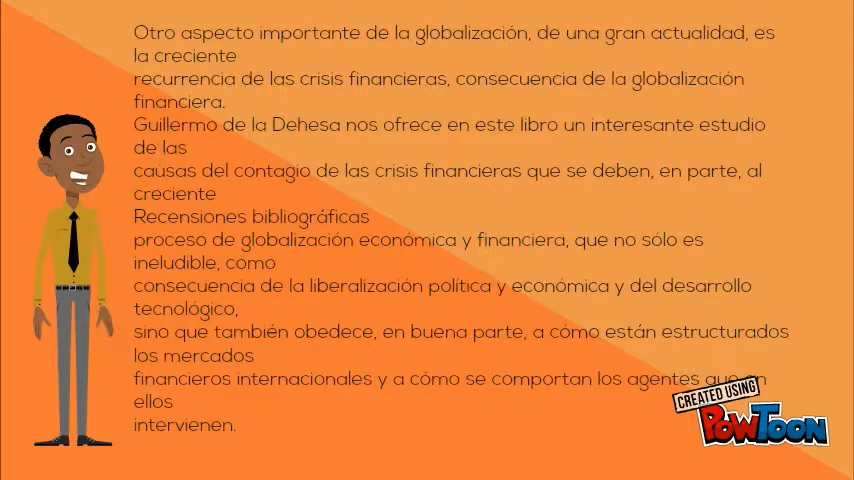 Otro aspecto importante de la globalización, de una gran actualidad, es
la creciente
recurrencia de las crisis financieras, consecuencia de la globalización
financiera.
Guillermo de la Dehesa nos ofrece en este libro un interesante estudio
de las
causas del contagio de las crisis financieras que se deben, en parte, al
creciente
Recensiones bibliográficas
proceso de globalización económica y financiera, que no sólo es
ineludible, como
consecuencia de la liberalización política y económica y del desarrollo
tecnológico,
sino que también obedece, en buena parte, a cómo están estructurados
los mercados
financieros internacionales y a cómo se comportan los agentes que en
ellos
intervienen.
CREATED USING
POWTOON